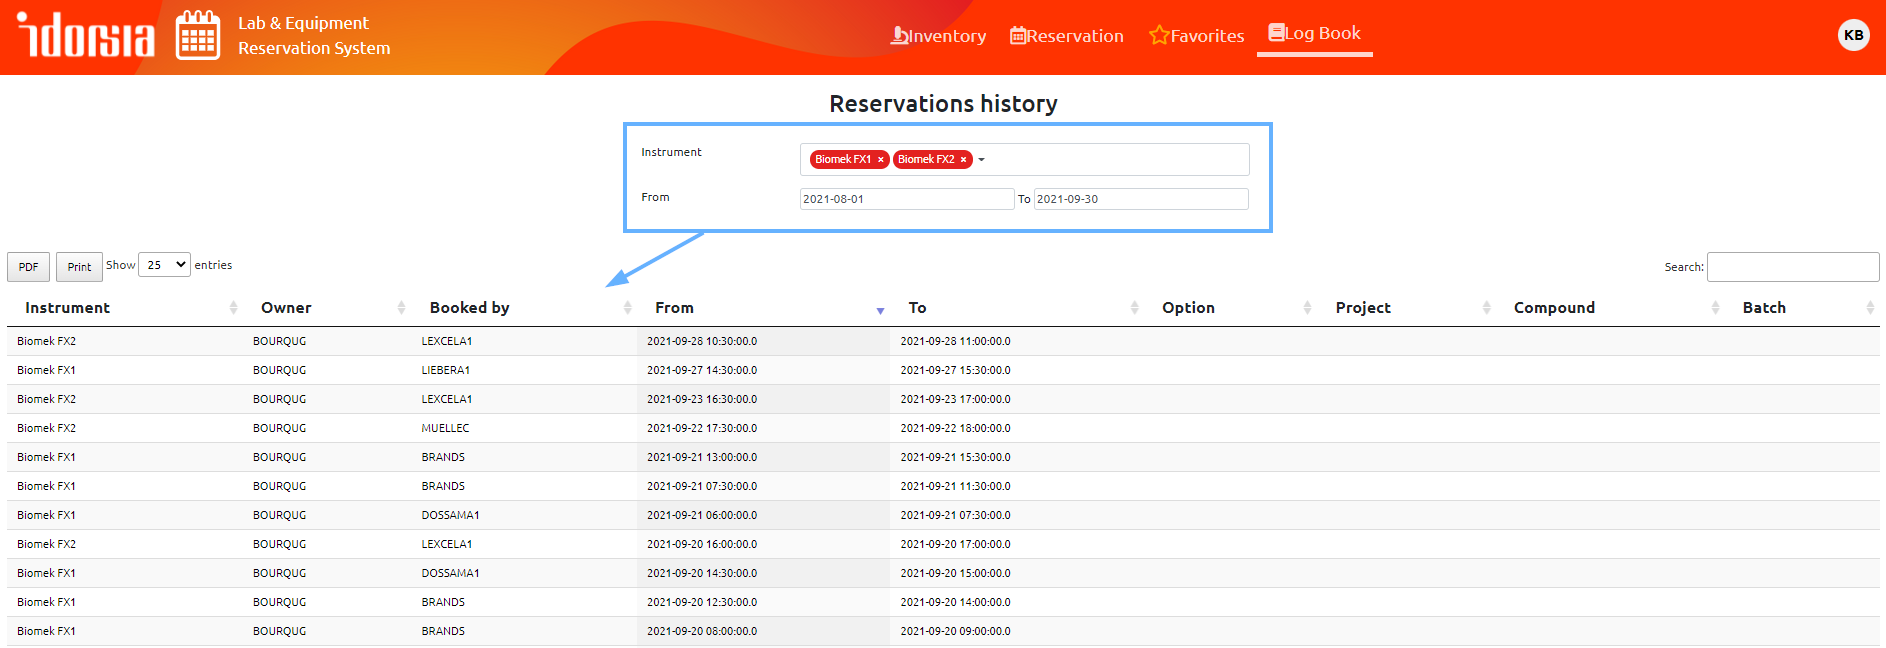 idorsia
Lab & Equipment
Reservation System
Inventory Reservation Favorites Log Book
KB
Reservations history
Instrument Biomek FX1 × Biomek FX2 ×
From 2021-08-01 To 2021-09-30
PDF Print Show 25 entries Search:
Instrument Owner Booked by From To Option Project Compound Batch
Biomek FX2 BOURQUG LEXCELA1 2021-09-28 10:30:00.0 2021-09-28 11:00:00.0
Biomek FX1 BOURQUG LIEBERA1 2021-09-27 14:30:00.0 2021-09-27 15:30:00.0
Biomek FX2 BOURQUG LEXCELA1 2021-09-23 16:30:00.0 2021-09-23 17:00:00.0
Biomek FX2 BOURQUG MUELLEC 2021-09-22 17:30:00.0 2021-09-22 18:00:00.0
Biomek FX1 BOURQUG BRANDS 2021-09-21 13:00:00.0 2021-09-21 15:30:00.0
Biomek FX1 BOURQUG BRANDS 2021-09-21 07:30:00.0 2021-09-21 11:30:00.0
Biomek FX1 BOURQUG DOSSAMA1 2021-09-21 06:00:00.0 2021-09-21 07:30:00.0
Biomek FX2 BOURQUG LEXCELA1 2021-09-20 16:00:00.0 2021-09-20 17:00:00.0
Biomek FX1 BOURQUG DOSSAMA1 2021-09-20 14:30:00.0 2021-09-20 15:00:00.0
Biomek FX1 BOURQUG BRANDS 2021-09-20 12:30:00.0 2021-09-20 14:00:00.0
Biomek FX1 BOURQUG BRANDS 2021-09-20 08:00:00.0 2021-09-20 09:00:00.0